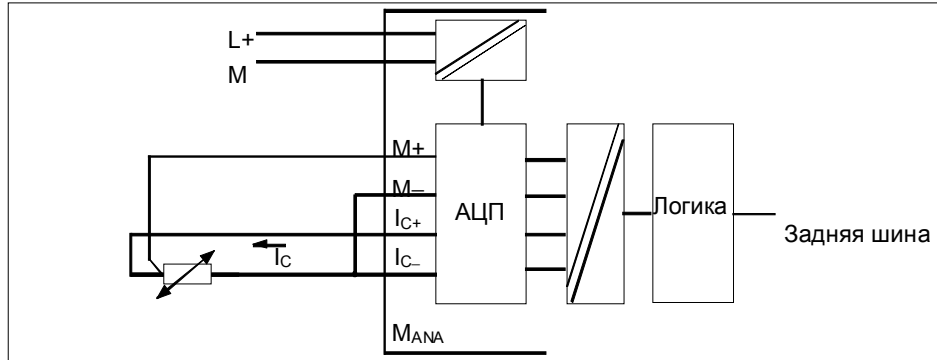 L+
M
M+
M–
АЦП
Логика
Задняя шина
IC+
IC
IC–
MANA